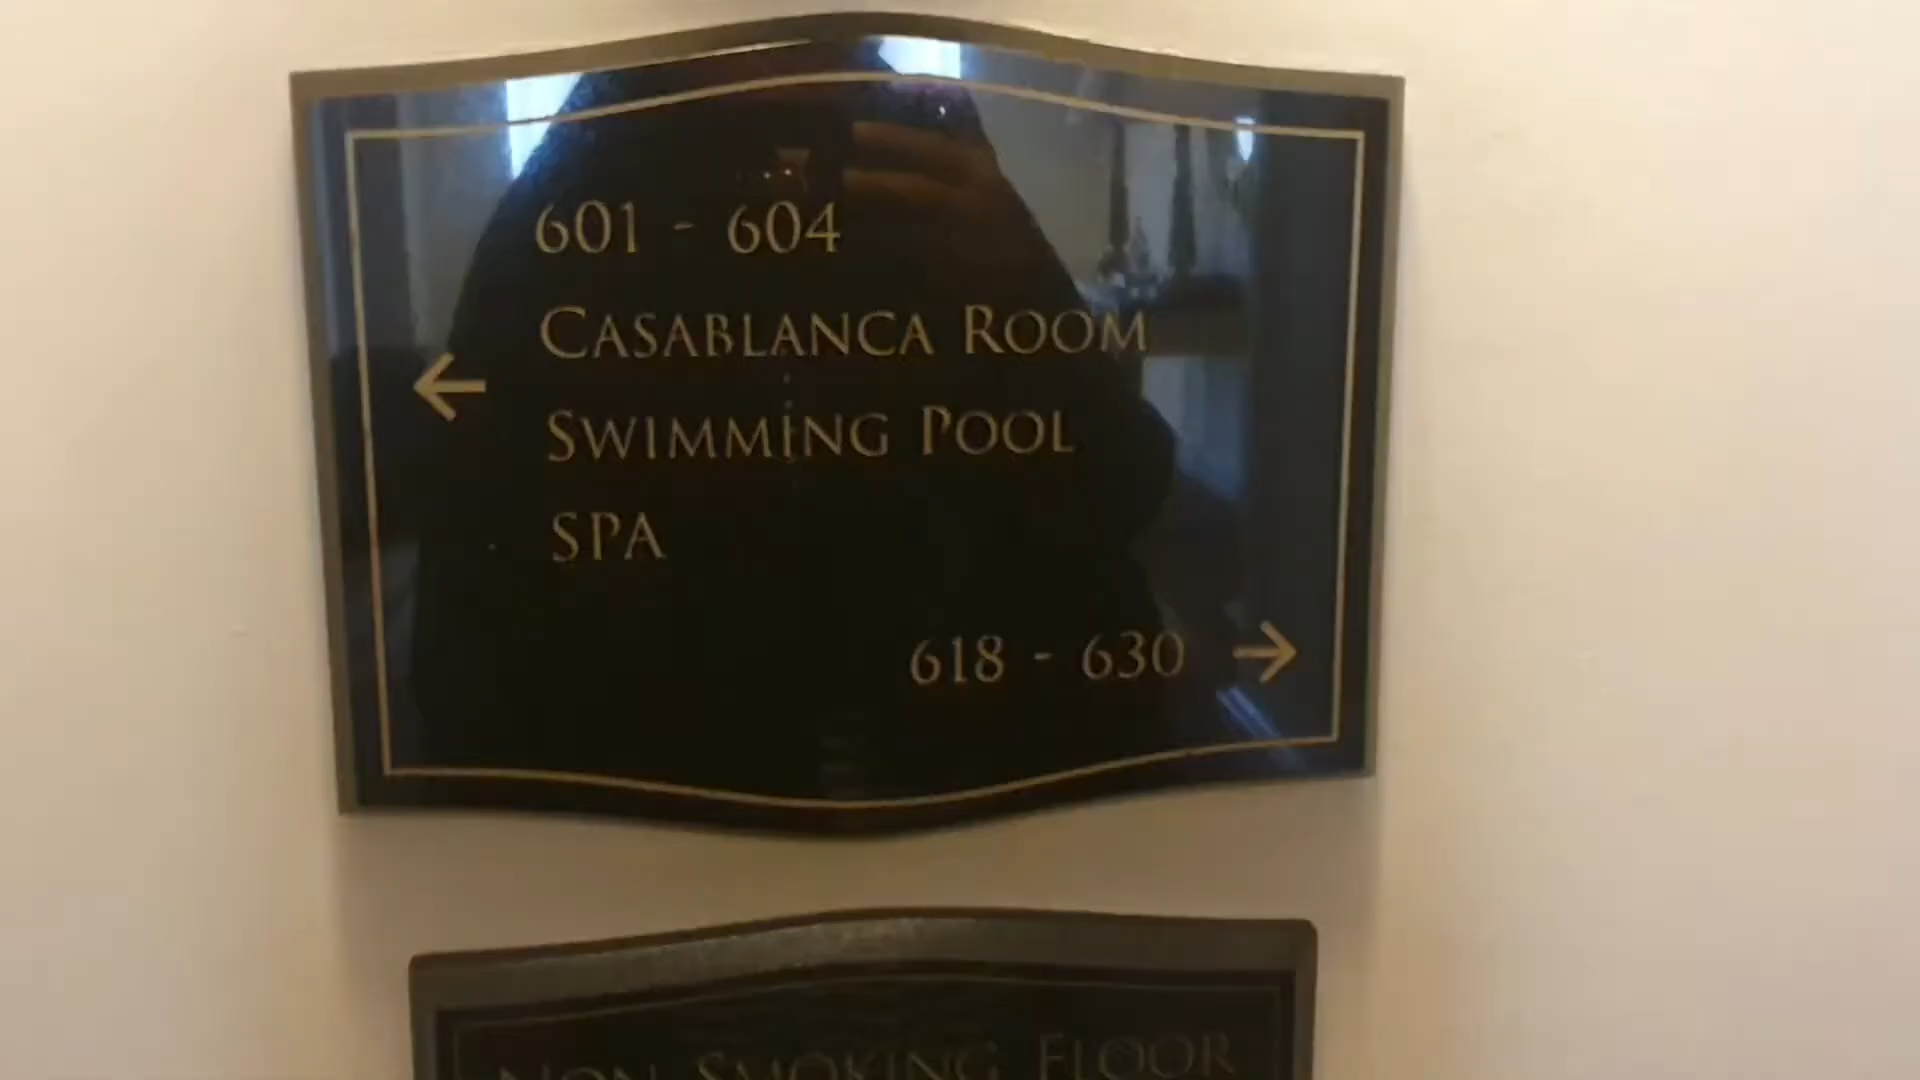 601 - 604
← CASABLANCA ROOM
SWIMMING POOL
SPA
618 - 630 →
NON SMOKING FLOOR